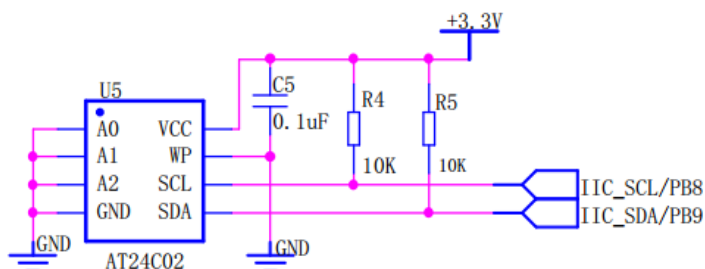 +3.3V
U5
C5
0.1uF
R4
10K
R5
10K
A0
A1
A2
GND
VCC
WP
SCL
SDA
IIC_SCL/PB8
IIC_SDA/PB9
GND
GND
AT24C02